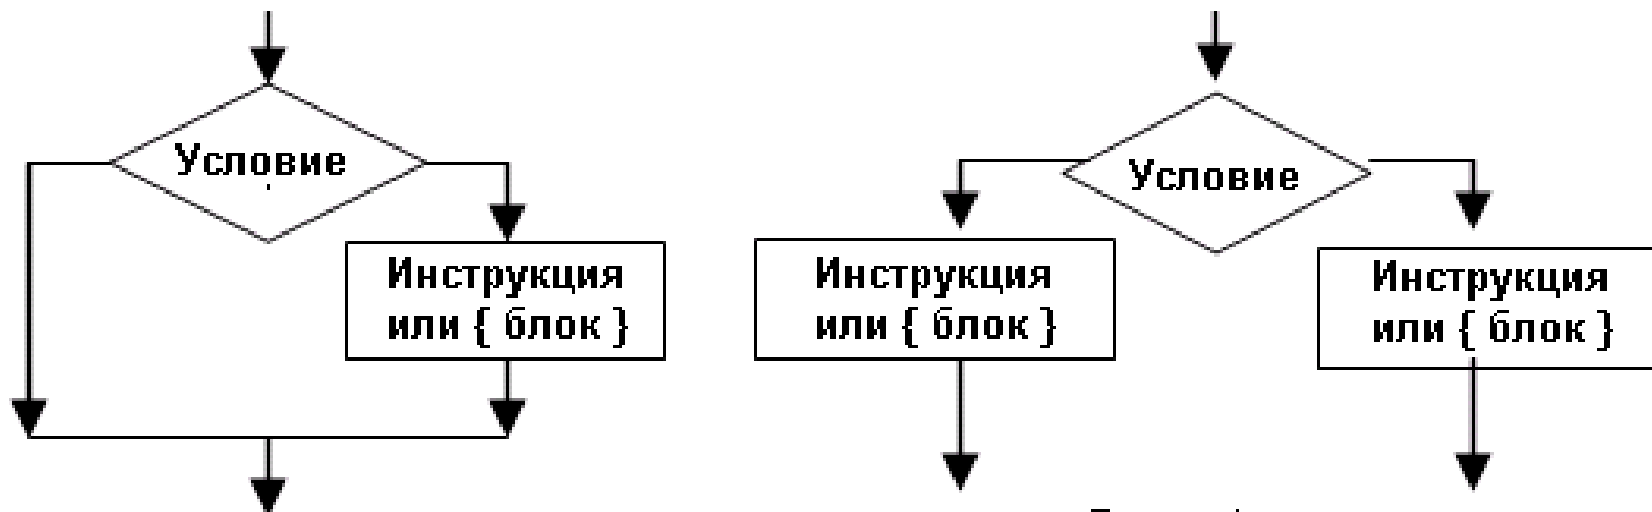 Условие
Инструкция
или { блок }
Условие
Инструкция
или { блок }
Инструкция
или { блок }